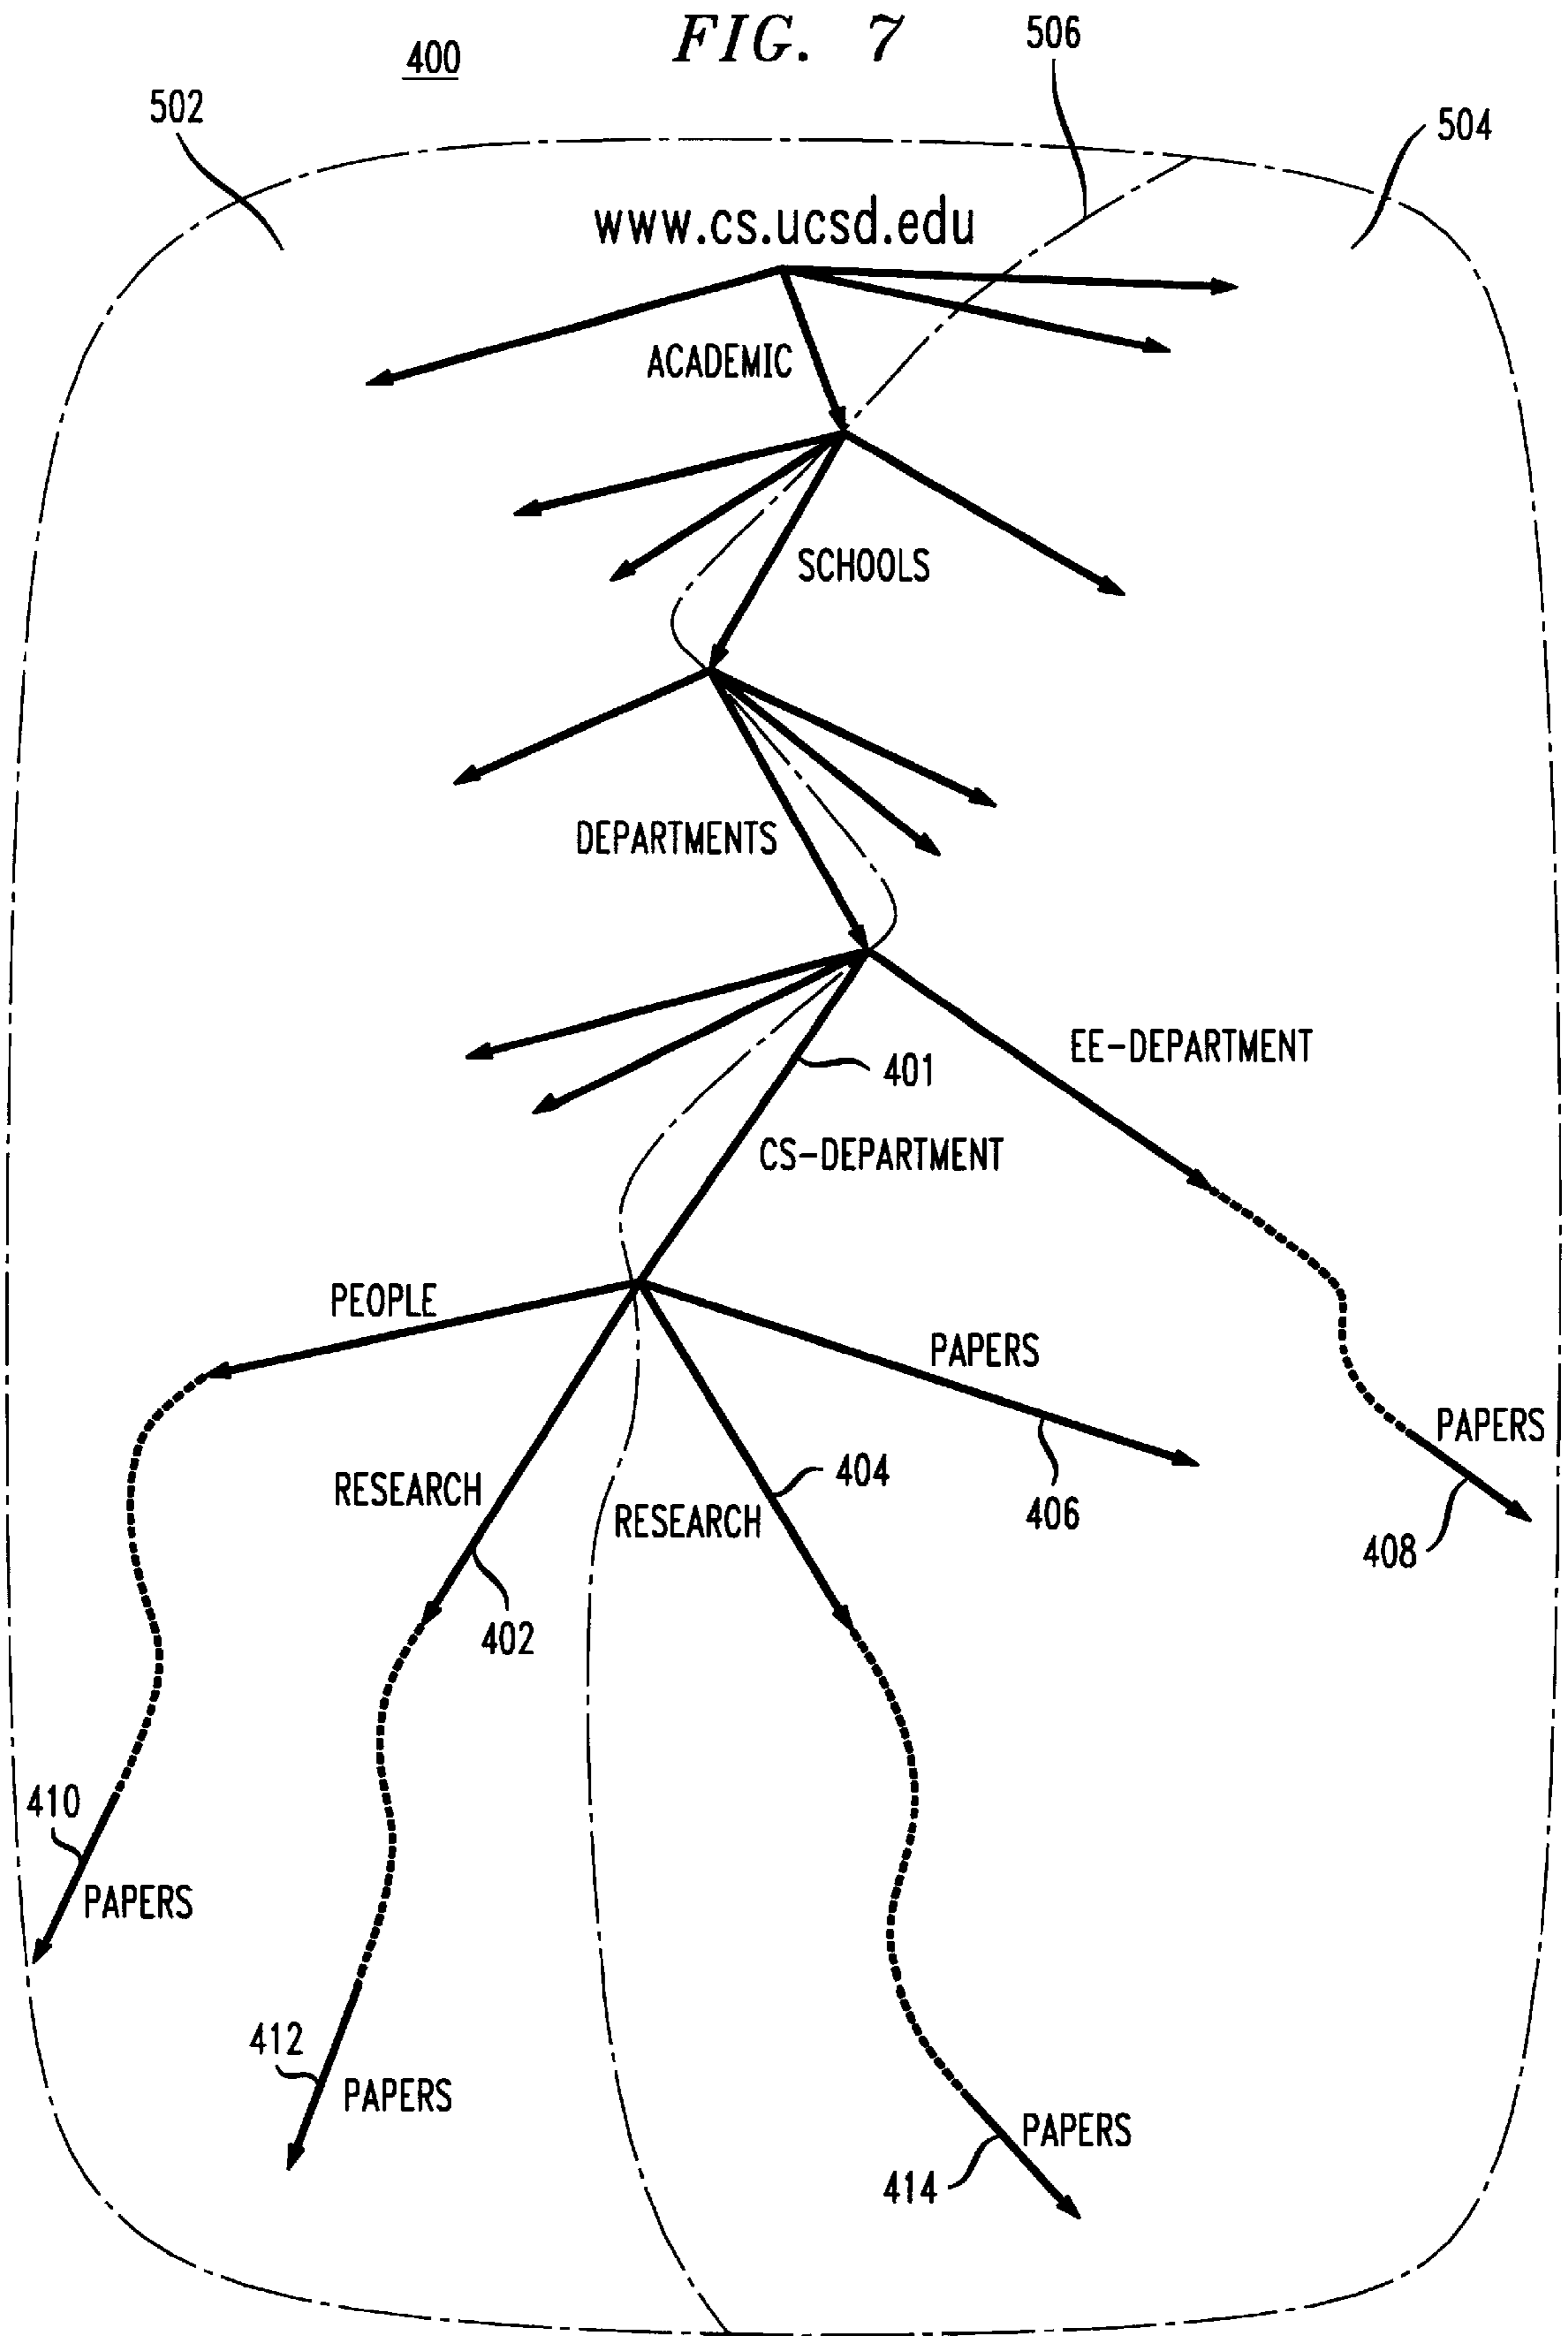 FIG. 7
400
506
502
504
www.cs.ucsd.edu
ACADEMIC
SCHOOLS
DEPARTMENTS
EE-DEPARTMENT
401
CS-DEPARTMENT
PEOPLE
PAPERS
PAPERS
404
RESEARCH
RESEARCH
406
408
402
410
PAPERS
412
PAPERS
PAPERS
414